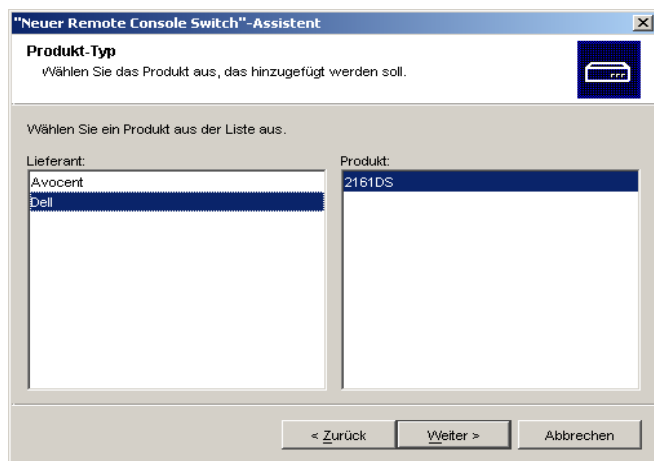 "Neuer Remote Console Switch"-Assistent
Produkt-Typ
Wählen Sie das Produkt aus, das hinzugefügt werden soll.
Wählen Sie ein Produkt aus der Liste aus.
Lieferant:
Avocent
Dell
Produkt:
2161DS
< Zurück
Weiter >
Abbrechen